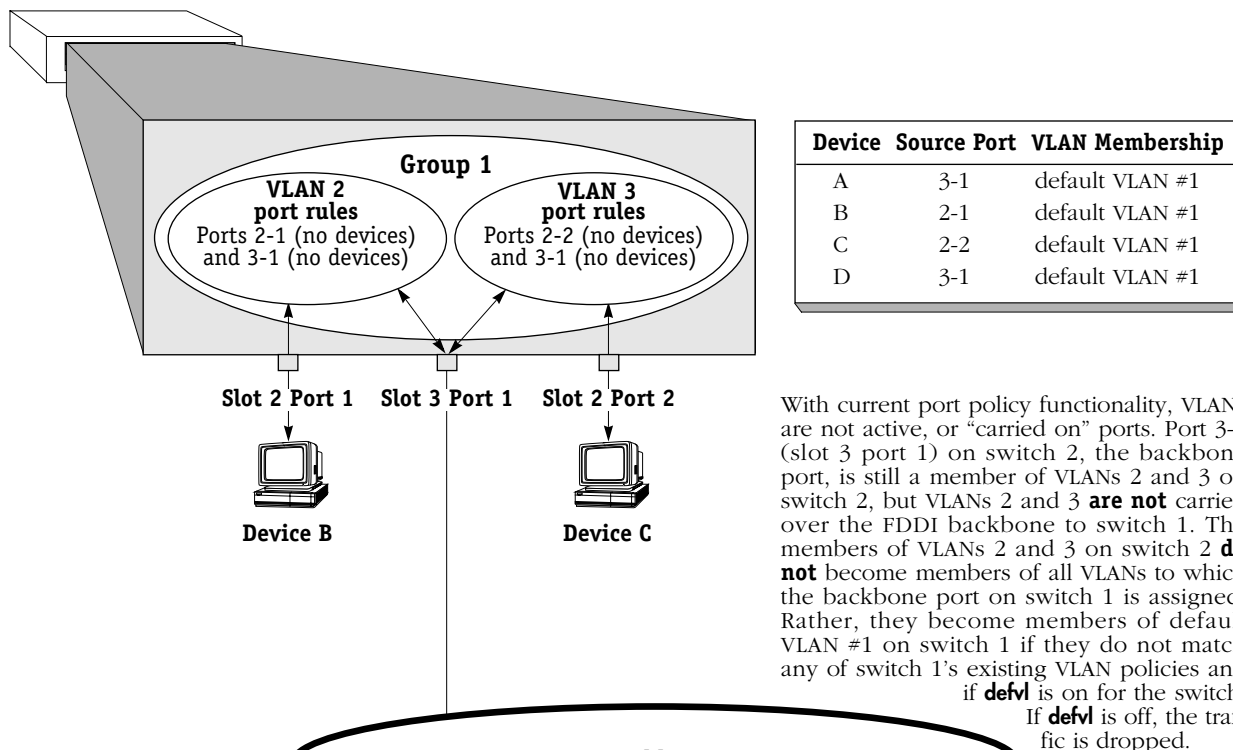 Group 1
VLAN 2
port rules
Ports 2-1 (no devices)
and 3-1 (no devices)
VLAN 3
port rules
Ports 2-2 (no devices)
and 3-1 (no devices)
Slot 2 Port 1
Slot 3 Port 1
Slot 2 Port 2
Device B
Device C
Device Source Port VLAN Membership
A 3-1 default VLAN #1
B 2-1 default VLAN #1
C 2-2 default VLAN #1
D 3-1 default VLAN #1
With current port policy functionality, VLAN
are not active, or “carried on” ports. Port 3-
(slot 3 port 1) on switch 2, the backbon
port, is still a member of VLANs 2 and 3 o
switch 2, but VLANs 2 and 3 are not carrie
over the FDDI backbone to switch 1. Th
members of VLANs 2 and 3 on switch 2 d
not become members of all VLANs to whic
the backbone port on switch 1 is assigned
Rather, they become members of defau
VLAN #1 on switch 1 if they do not matc
any of switch 1's existing VLAN policies an
if defvl is on for the switch
If defvl is off, the traf
fic is dropped.